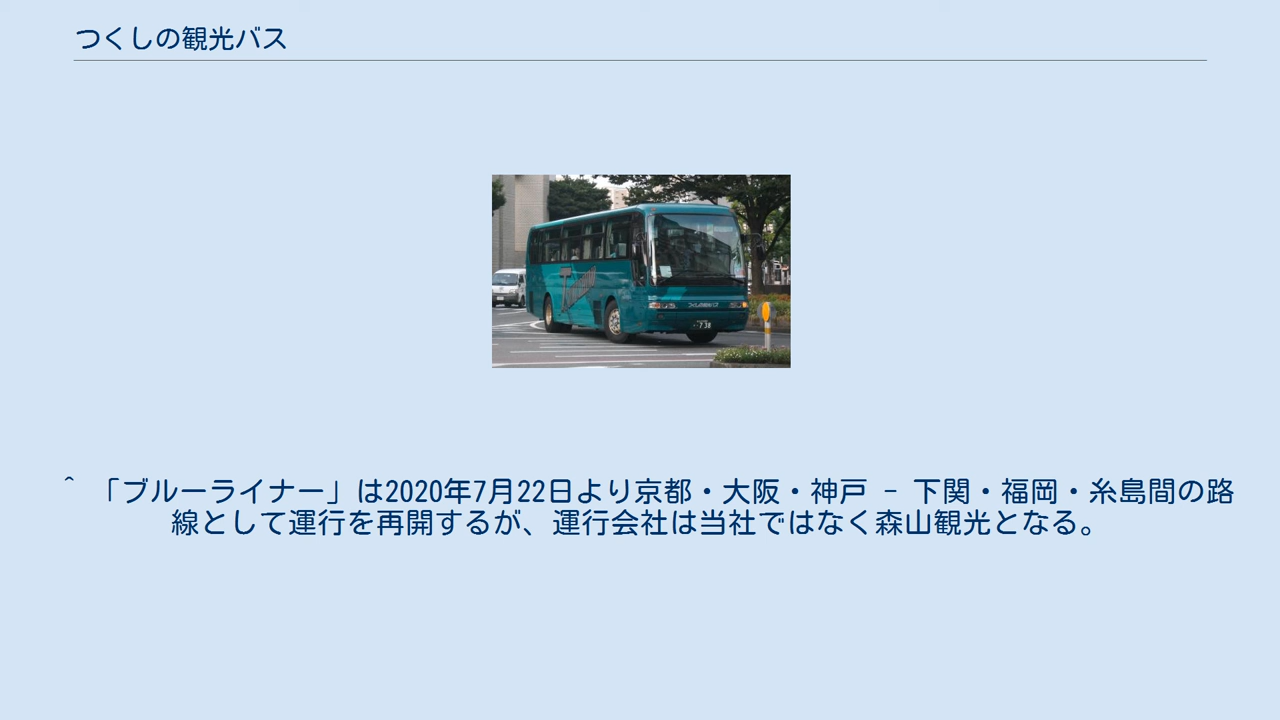 つくしの観光バス
^ 「ブルーライナー」は2020年7月22日より京都・大阪・神戸 - 下関・福岡・糸島間の路
線として運行を再開するが、運行会社は当社ではなく森山観光となる。